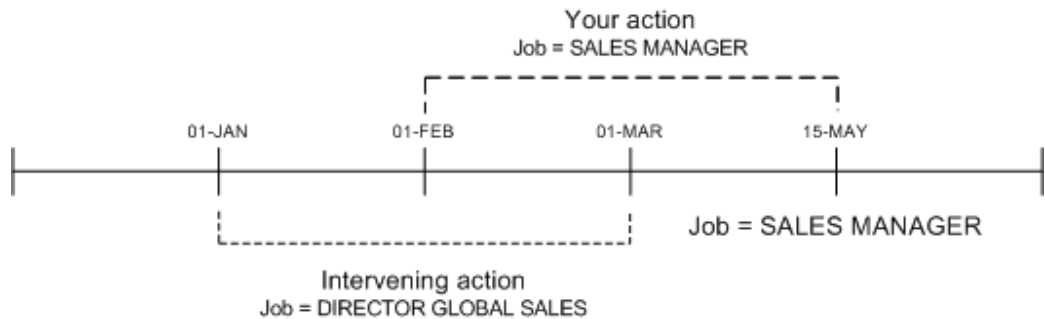 Your action
Job = SALES MANAGER
01-JAN 01-FEB 01-MAR 15-MAY
Job = SALES MANAGER
Intervening action
Job = DIRECTOR GLOBAL SALES